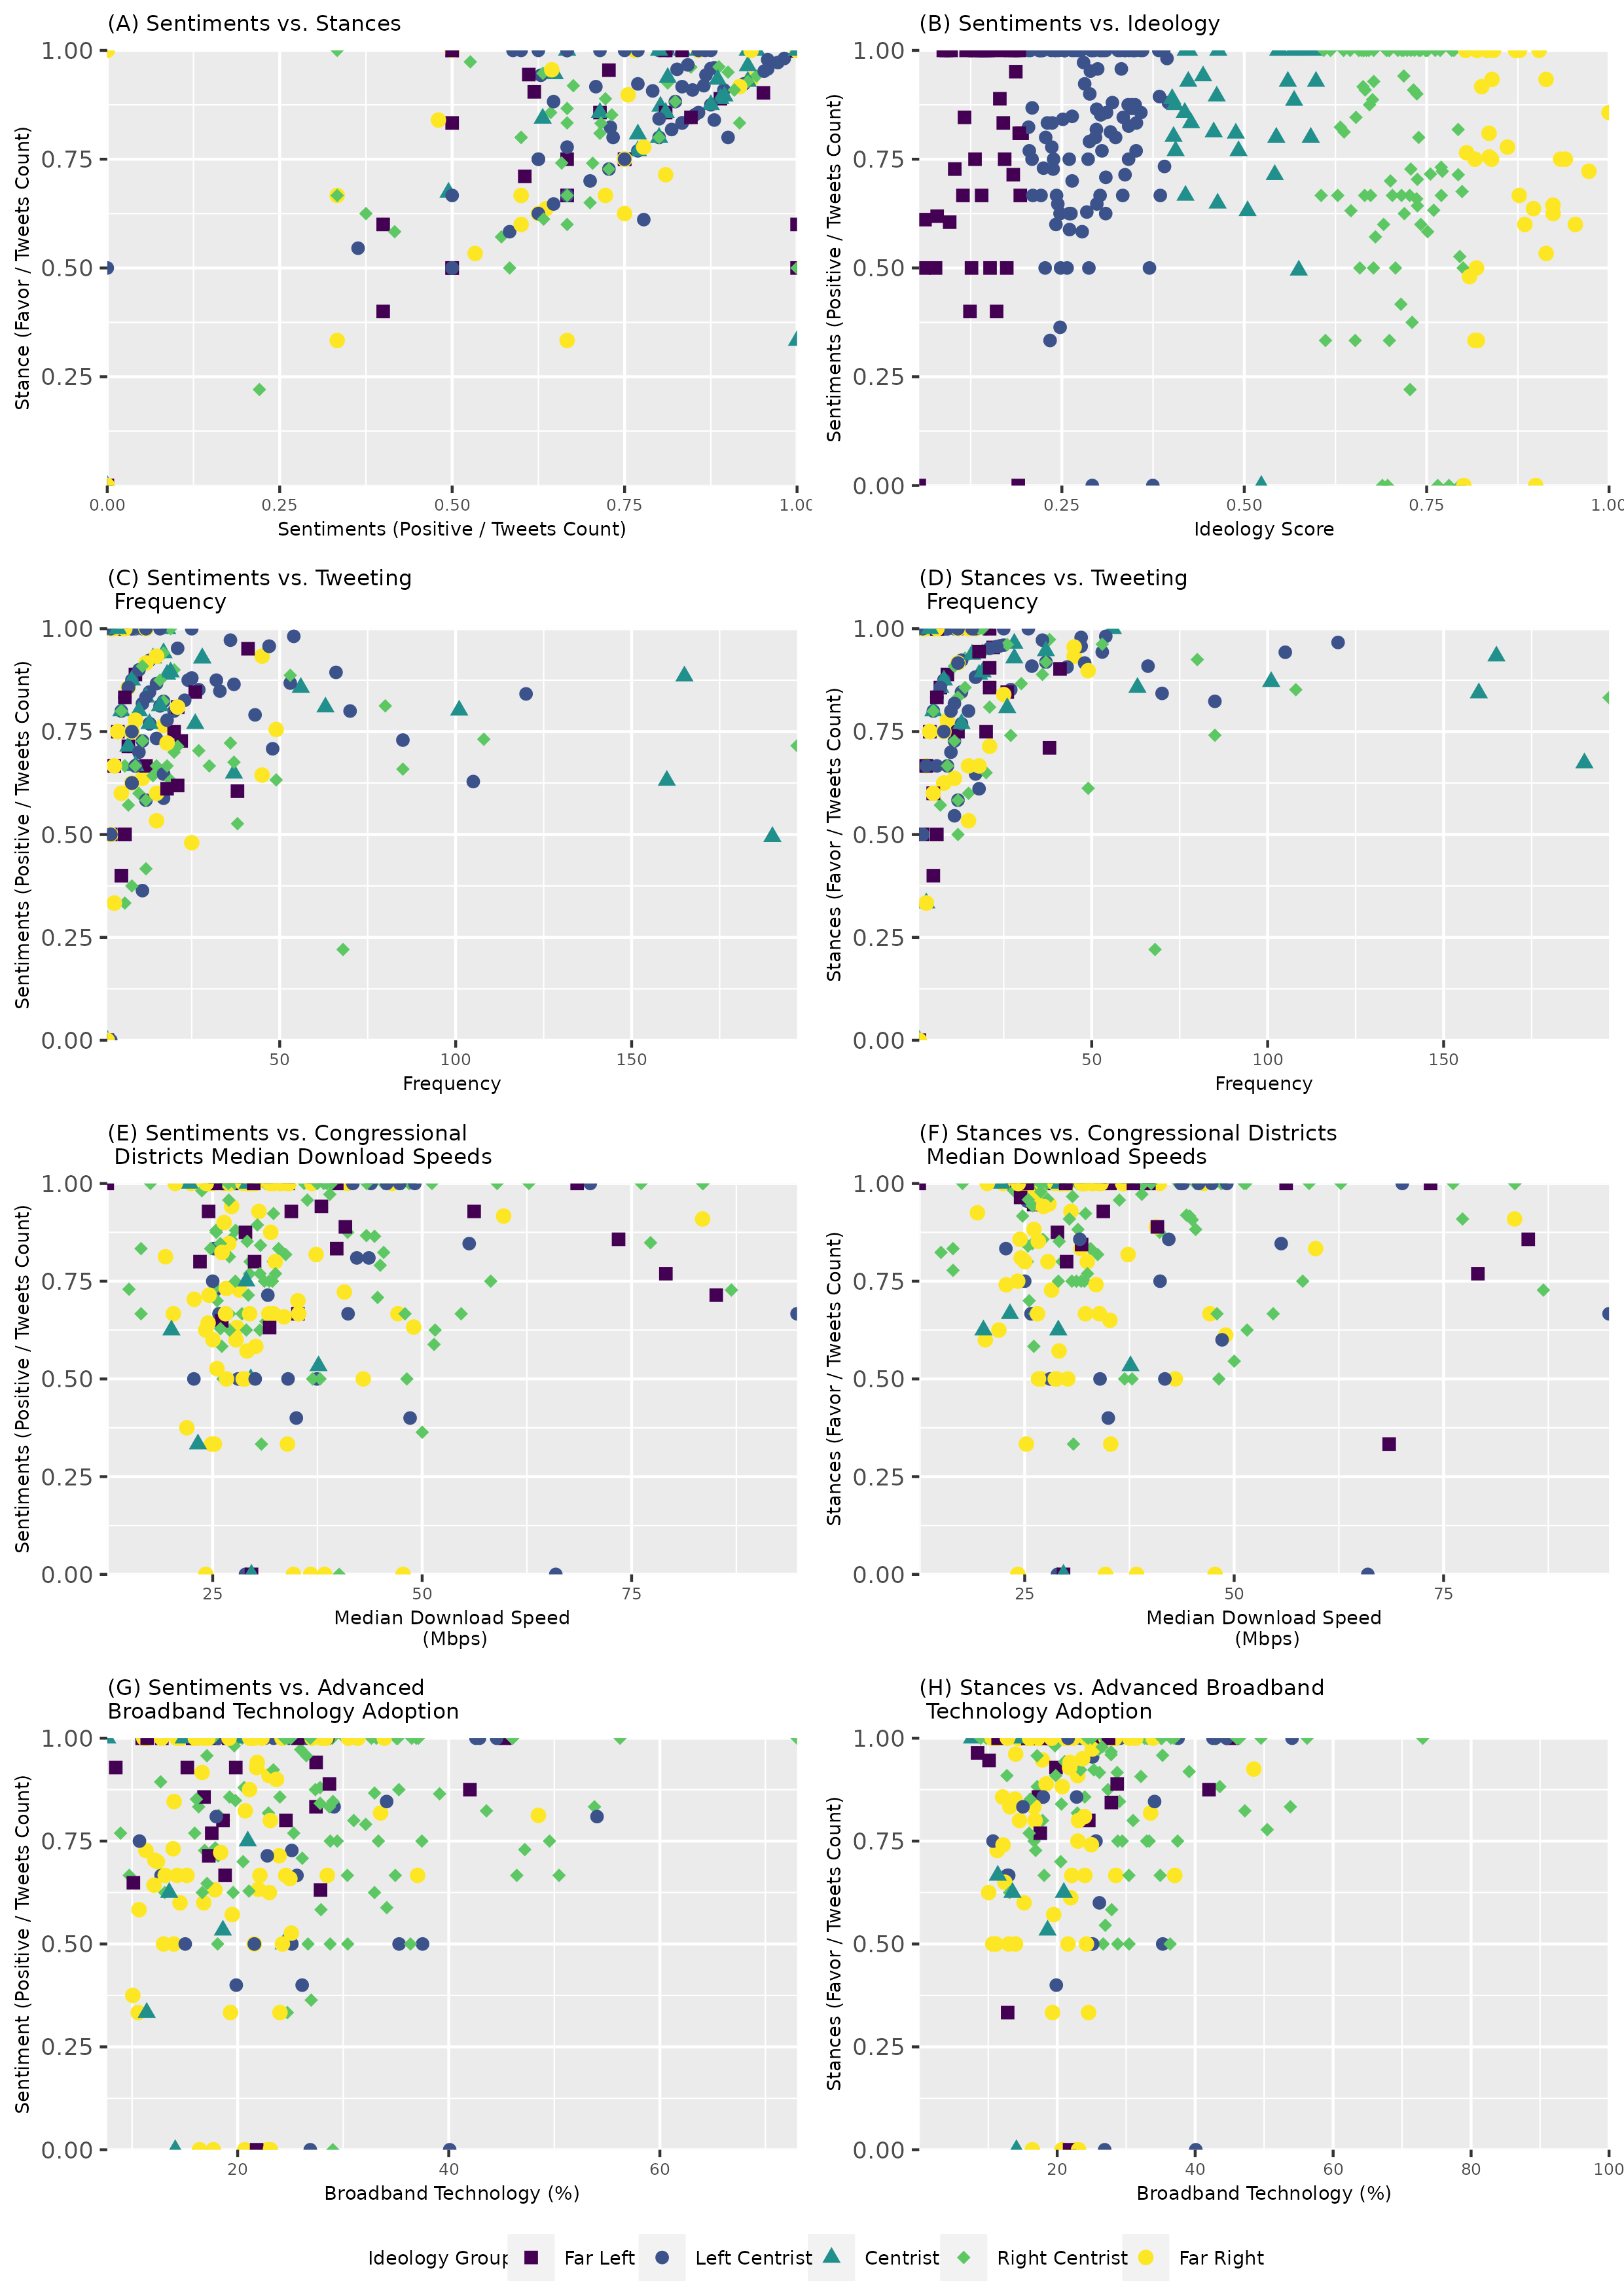 (A) Sentiments vs. Stances
1.00
0.75
0.50
0.25
Stance (Favor / Tweets Count)
0.00
0.25
0.50
0.75
1.00
Sentiments (Positive / Tweets Count)
(B) Sentiments vs. Ideology
1.00
0.75
0.50
0.25
0.00
Sentiments (Positive / Tweets Count)
0.25
0.50
0.75
1.00
Ideology Score
(C) Sentiments vs. Tweeting
Frequency
1.00
0.75
0.50
0.25
0.00
Sentiments (Positive / Tweets Count)
50
100
150
Frequency
(D) Stances vs. Tweeting
Frequency
1.00
0.75
0.50
0.25
0.00
Stances (Favor / Tweets Count)
50
100
150
Frequency
(E) Sentiments vs. Congressional
Districts Median Download Speeds
1.00
0.75
0.50
0.25
0.00
Sentiments (Positive / Tweets Count)
25
50
75
Median Download Speed
(Mbps)
(F) Stances vs. Congressional Districts
Median Download Speeds
1.00
0.75
0.50
0.25
0.00
Stances (Favor / Tweets Count)
25
50
75
Median Download Speed
(Mbps)
(G) Sentiments vs. Advanced
Broadband Technology Adoption
1.00
0.75
0.50
0.25
0.00
Sentiment (Positive / Tweets Count)
20
40
60
Broadband Technology (%)
(H) Stances vs. Advanced Broadband
Technology Adoption
1.00
0.75
0.50
0.25
0.00
Stances (Favor / Tweets Count)
20
40
60
80
100
Broadband Technology (%)
Ideology Group Far Left Left Centrist Centrist Right Centrist Far Right